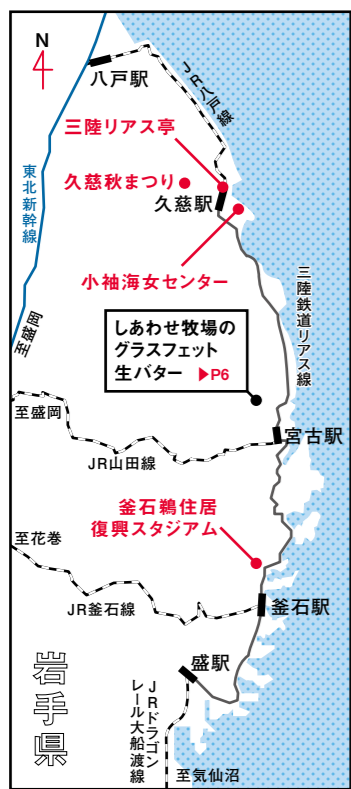 N
八戸駅
JR八戸線
三陸リアス亭
久慈秋まつり
久慈駅
東北新幹線
小袖海女センター
三陸鉄道リアス線
至盛岡
しあわせ牧場の
グラスフェット
生バター ▶P6
至盛岡
宮古駅
JR山田線
釜石鵜住居
復興スタジアム
至花巻
釜石駅
JR釜石線
盛駅
岩手県
JRドラゴン
レール大船渡線
至気仙沼